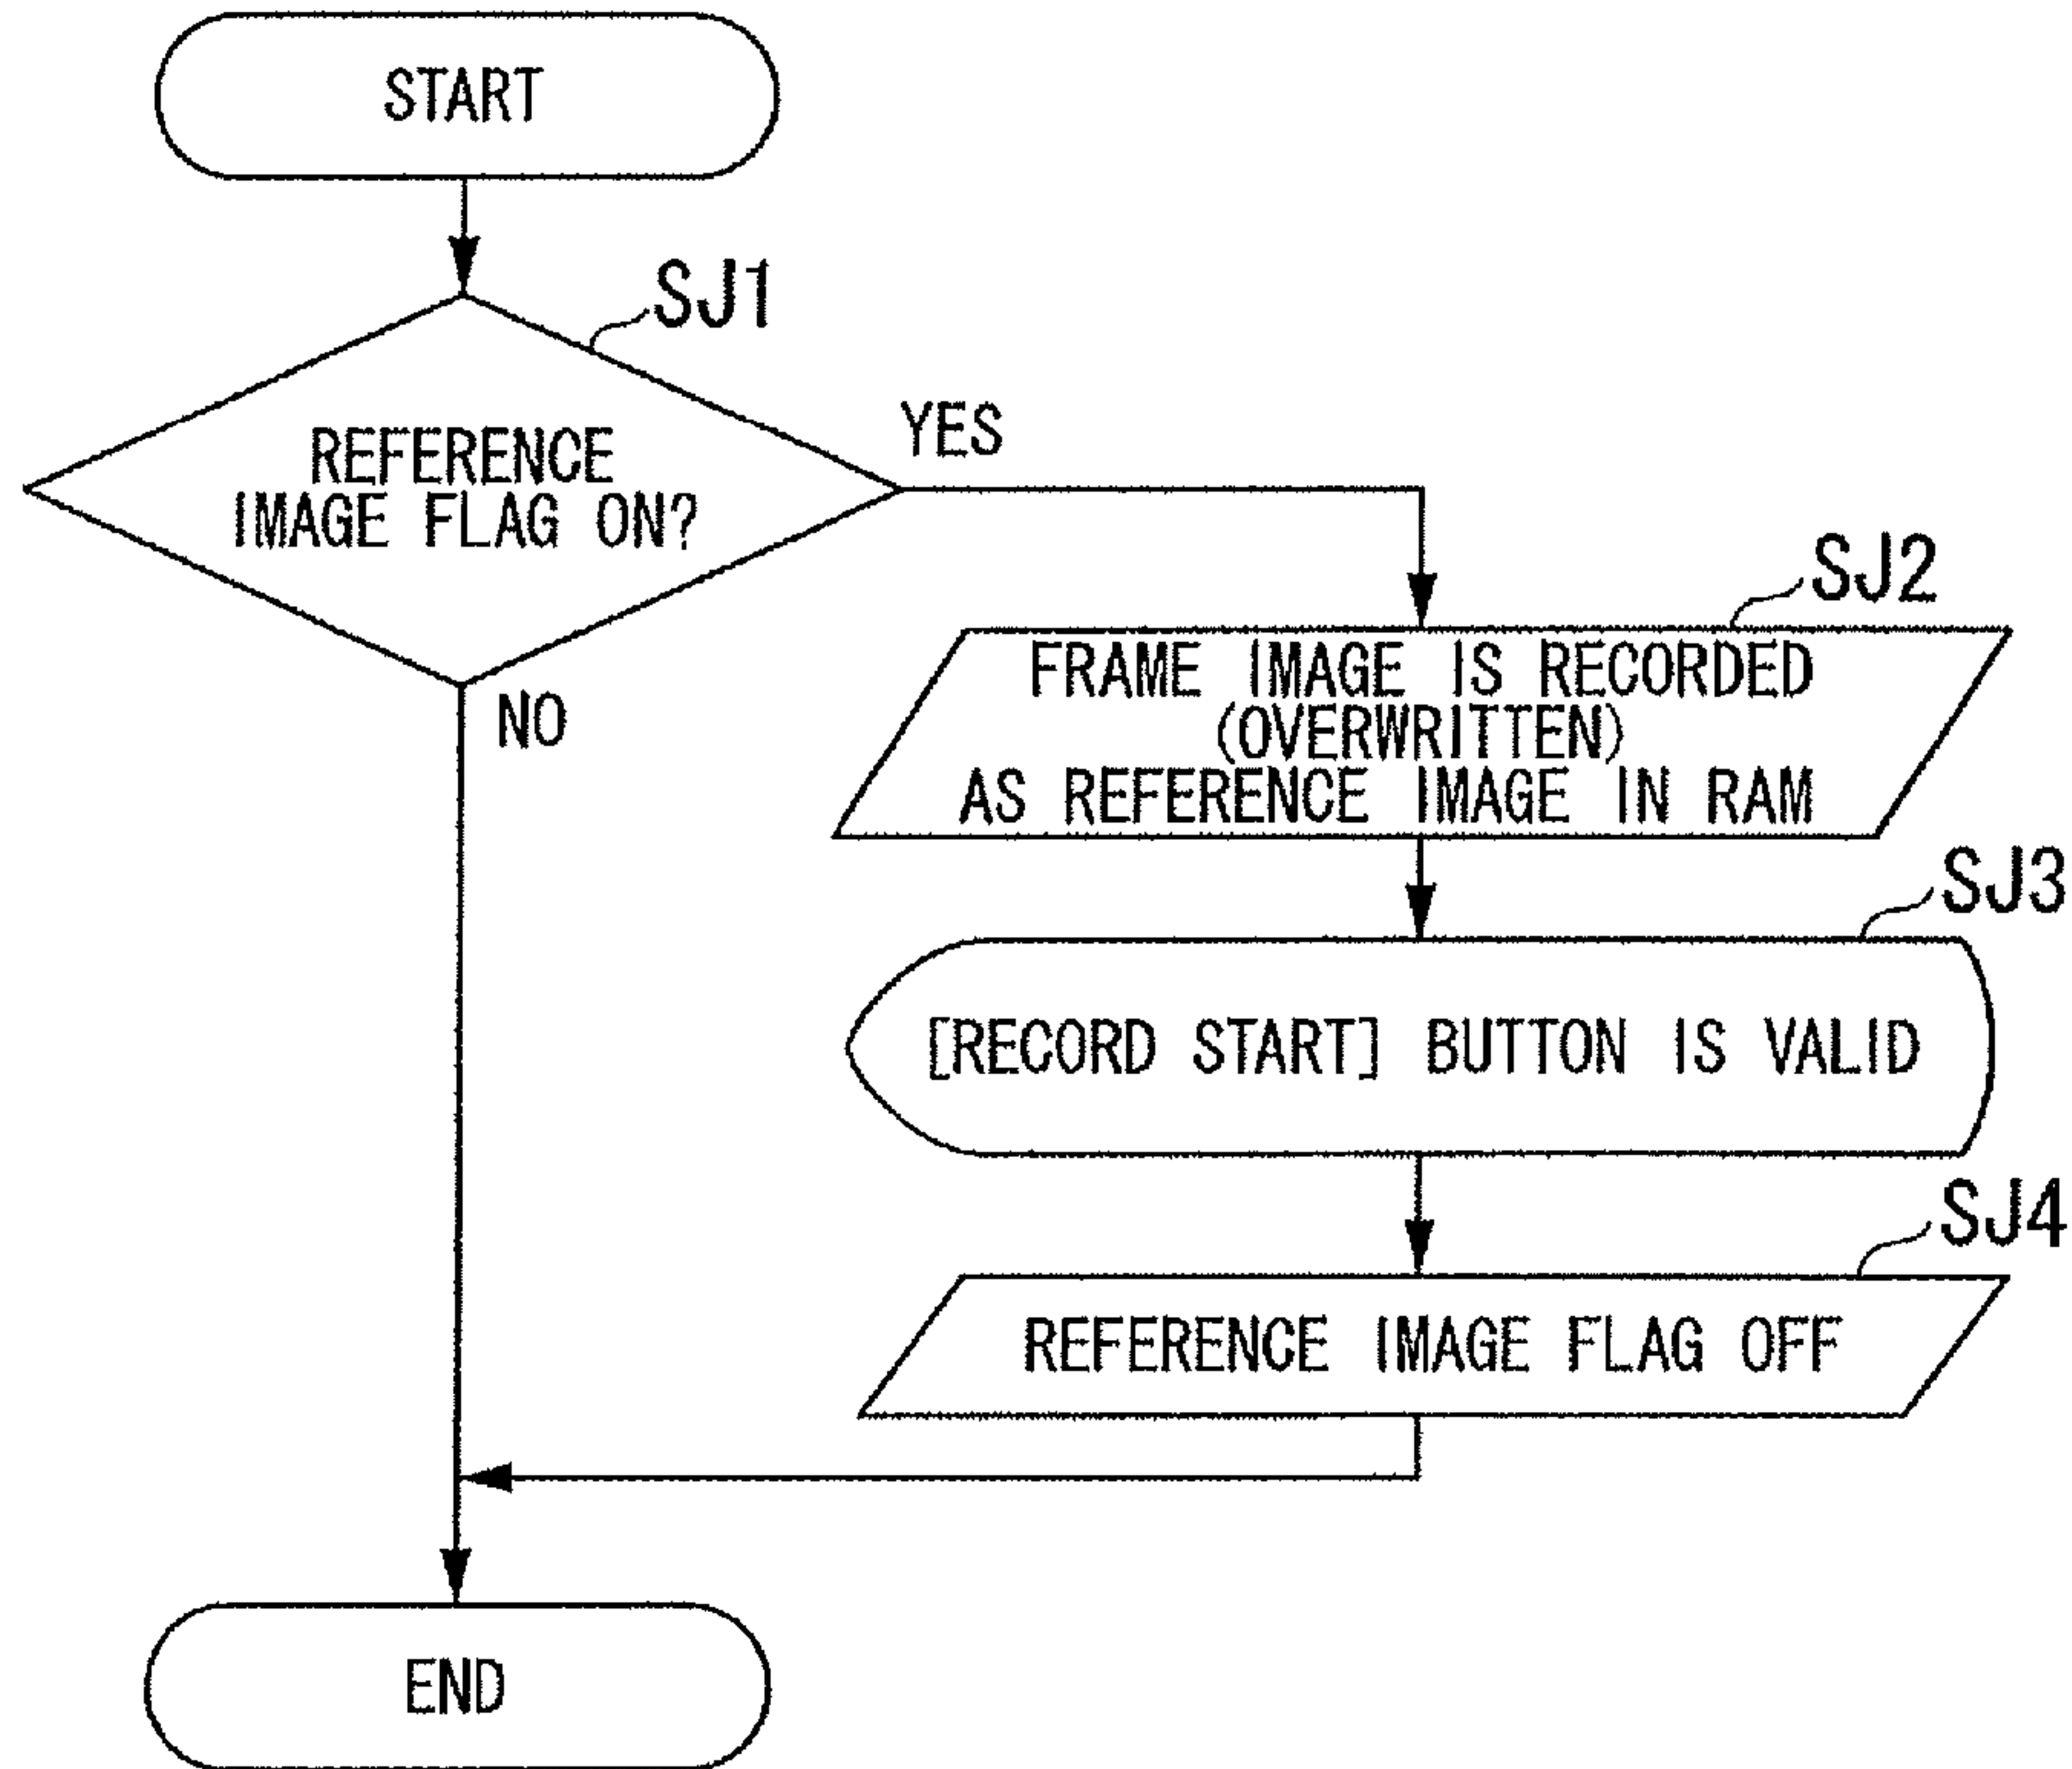 START
SJ1
REFERENCE
IMAGE FLAG ON?
YES
NO
SJ2
FRAME IMAGE IS RECORDED
(OVERWRITTEN)
AS REFERENCE IMAGE IN RAM
SJ3
[RECORD START] BUTTON IS VALID
SJ4
REFERENCE IMAGE FLAG OFF
END